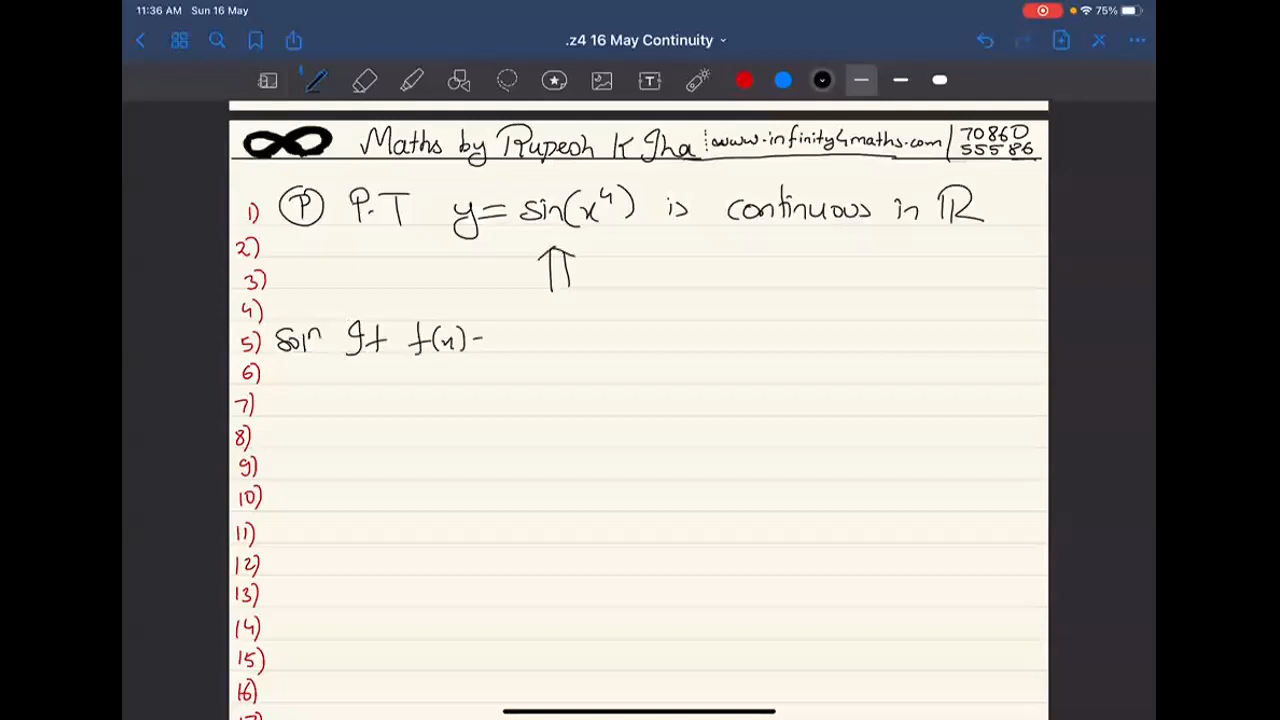 11:36 AM Sun 16 May 75%
.z4 16 May Continuity
Maths by Rupesh K Jha www.infinity4maths.com 70860 55586
1) P P.T y=sin(x⁴) is continuous in ℝ
2)
3)
4)
5) Solⁿ If f(x)-
6)
7)
8)
9)
10)
11)
12)
13)
14)
15)
16)